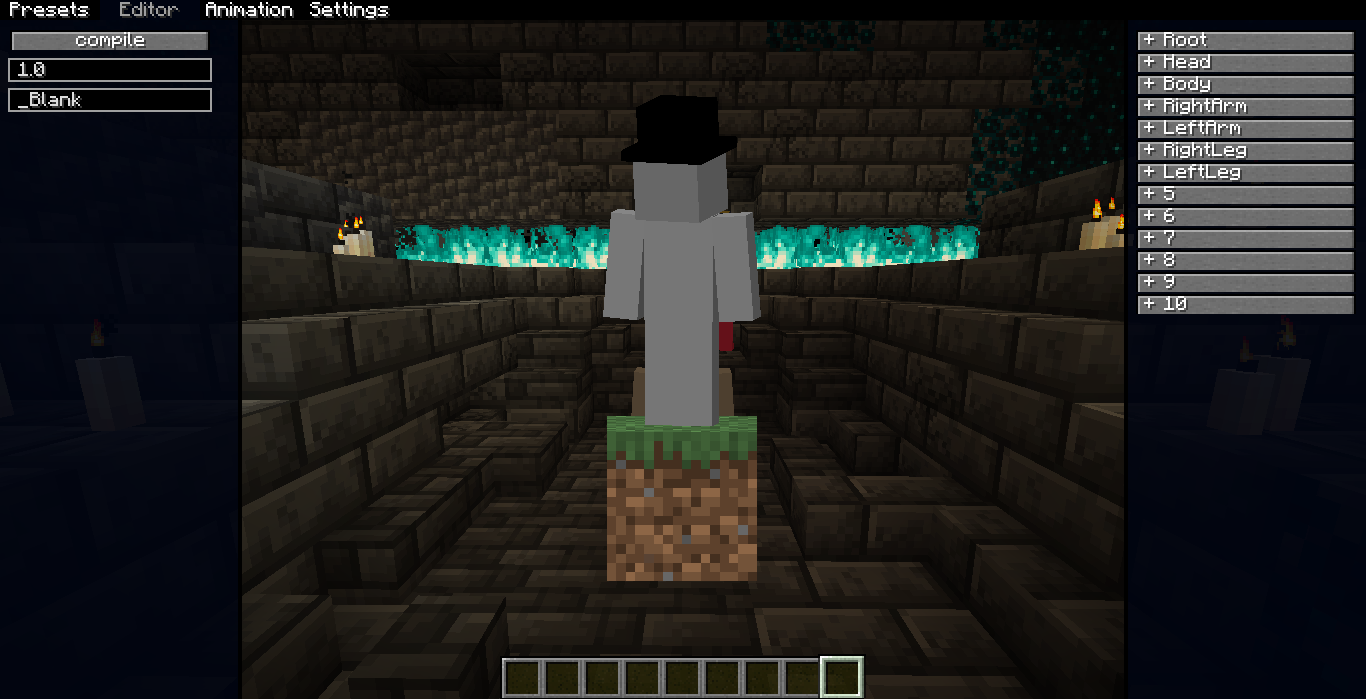 Presets Editor Animation Settings
compile
1.0
_Blank
+ Root
+ Head
+ Body
+ RightArm
+ LeftArm
+ RightLeg
+ LeftLeg
+ 5
+ 6
+ 7
+ 8
+ 9
+ 10